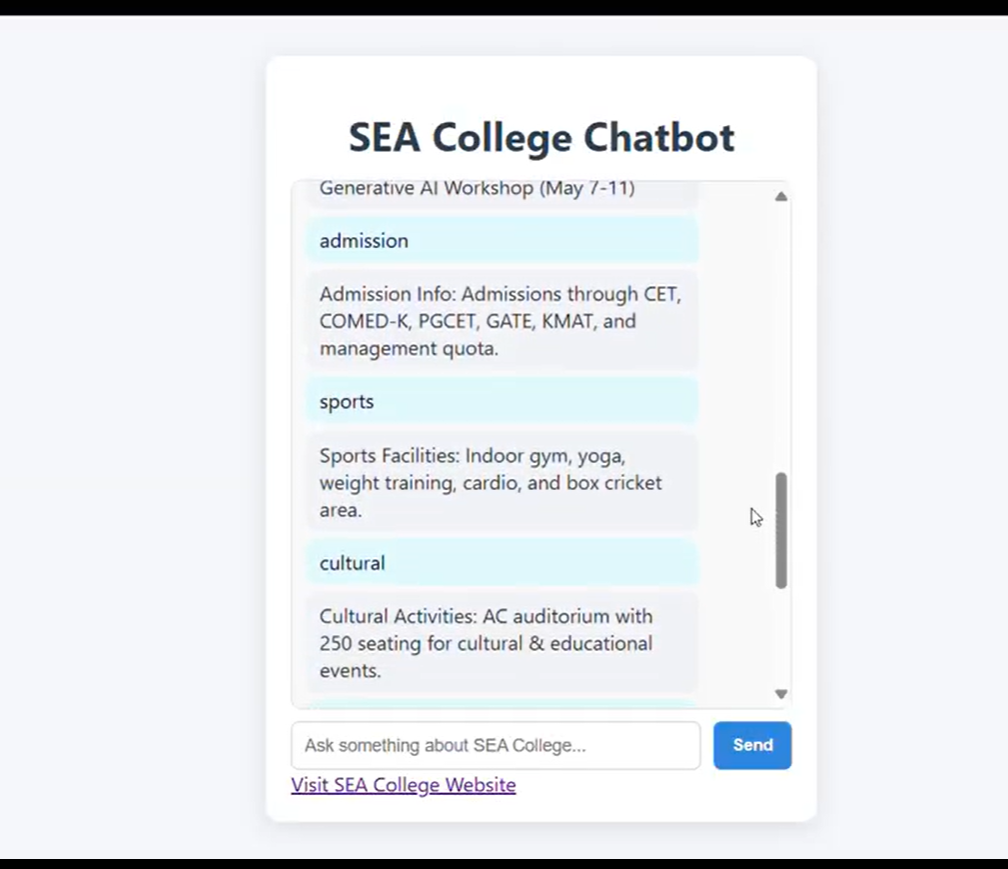 SEA College Chatbot
Generative AI Workshop (May 7-11)
admission
Admission Info: Admissions through CET,
COMED-K, PGCET, GATE, KMAT, and
management quota.
sports
Sports Facilities: Indoor gym, yoga,
weight training, cardio, and box cricket
area.
cultural
Cultural Activities: AC auditorium with
250 seating for cultural & educational
events.
Ask something about SEA College...
Send
Visit SEA College Website